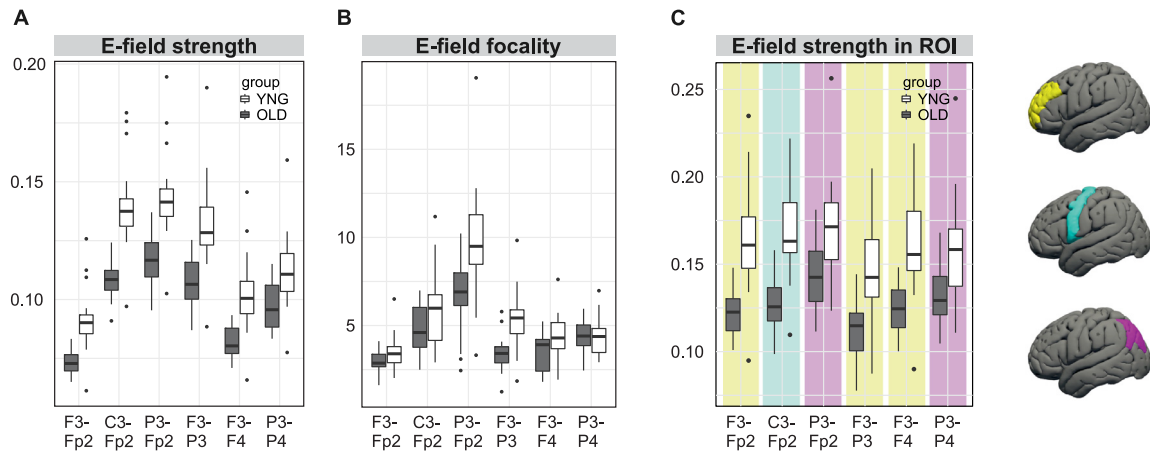 A
E-field strength
0.20
0.15
0.10
group
YNG
OLD
F3- C3- P3- F3- F3- P3-
Fp2 Fp2 Fp2 P3 F4 P4
B
E-field focality
15
10
5
group
YNG
OLD
F3- C3- P3- F3- F3- P3-
Fp2 Fp2 Fp2 P3 F4 P4
C
E-field strength in ROI
0.25
0.20
0.15
0.10
group
YNG
OLD
F3- C3- P3- F3- F3- P3-
Fp2 Fp2 Fp2 P3 F4 P4